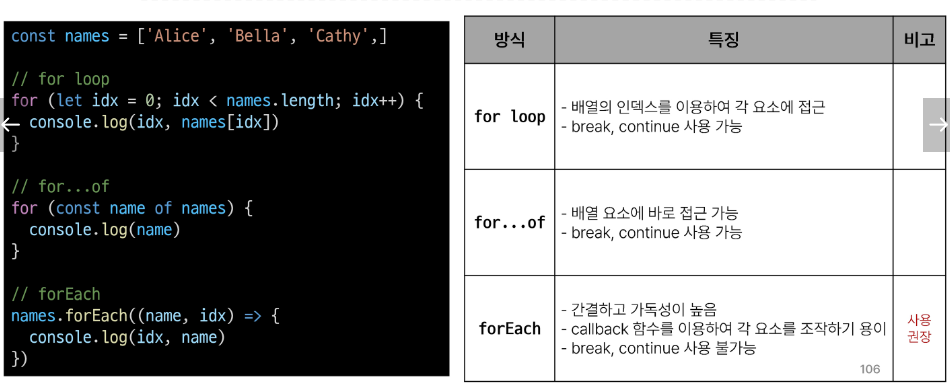 const names = ['Alice', 'Bella', 'Cathy',]
// for loop
for (let idx = 0; idx < names.length; idx++) {
  console.log(idx, names[idx])
}
// for...of
for (const name of names) {
  console.log(name)
}
// forEach
names.forEach((name, idx) => {
  console.log(idx, name)
})
방식 특징 비고
for loop
- 배열의 인덱스를 이용하여 각 요소에 접근
- break, continue 사용 가능
for...of
- 배열 요소에 바로 접근 가능
- break, continue 사용 가능
forEach
- 간결하고 가독성이 높음
- callback 함수를 이용하여 각 요소를 조작하기 용이
- break, continue 사용 불가능
사용
권장
106